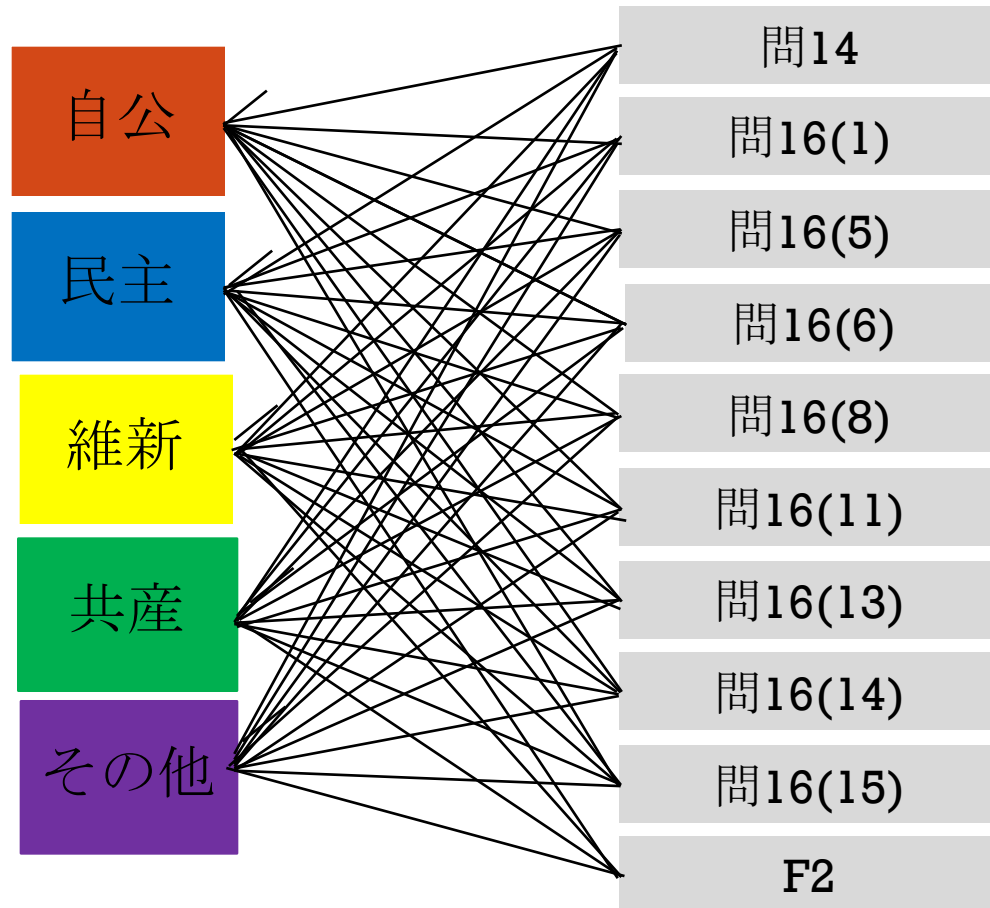 自公
民主
維新
共産
その他
問14
問16(1)
問16(5)
問16(6)
問16(8)
問16(11)
問16(13)
問16(14)
問16(15)
F2